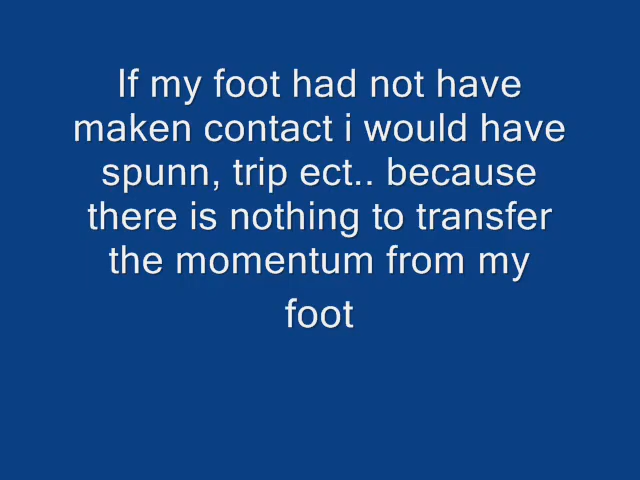 If my foot had not have
maken contact i would have
spunn, trip ect.. because
there is nothing to transfer
the momentum from my
foot